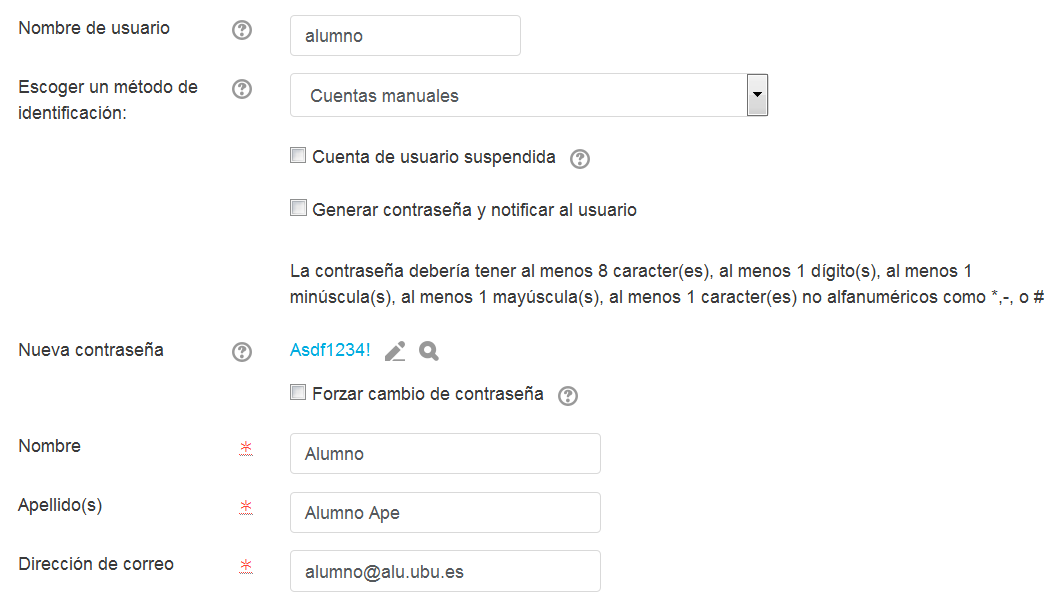 Nombre de usuario
alumno
Escoger un método de
identificación:
Cuentas manuales
Cuenta de usuario suspendida
Generar contraseña y notificar al usuario
La contraseña debería tener al menos 8 caracter(es), al menos 1 dígito(s), al menos 1
minúscula(s), al menos 1 mayúscula(s), al menos 1 caracter(es) no alfanuméricos como *,-, o #
Nueva contraseña
Asdf1234!
Forzar cambio de contraseña
Nombre
Alumno
Apellido(s)
Alumno Ape
Dirección de correo
alumno@alu.ubu.es